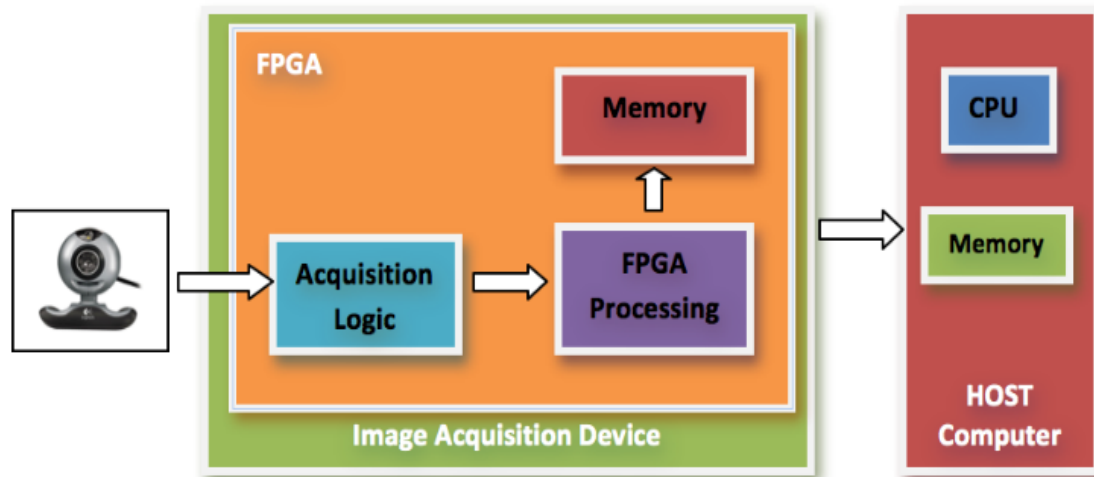 FPGA
Memory
Acquisition
Logic
FPGA
Processing
Image Acquisition Device
CPU
Memory
HOST
Computer